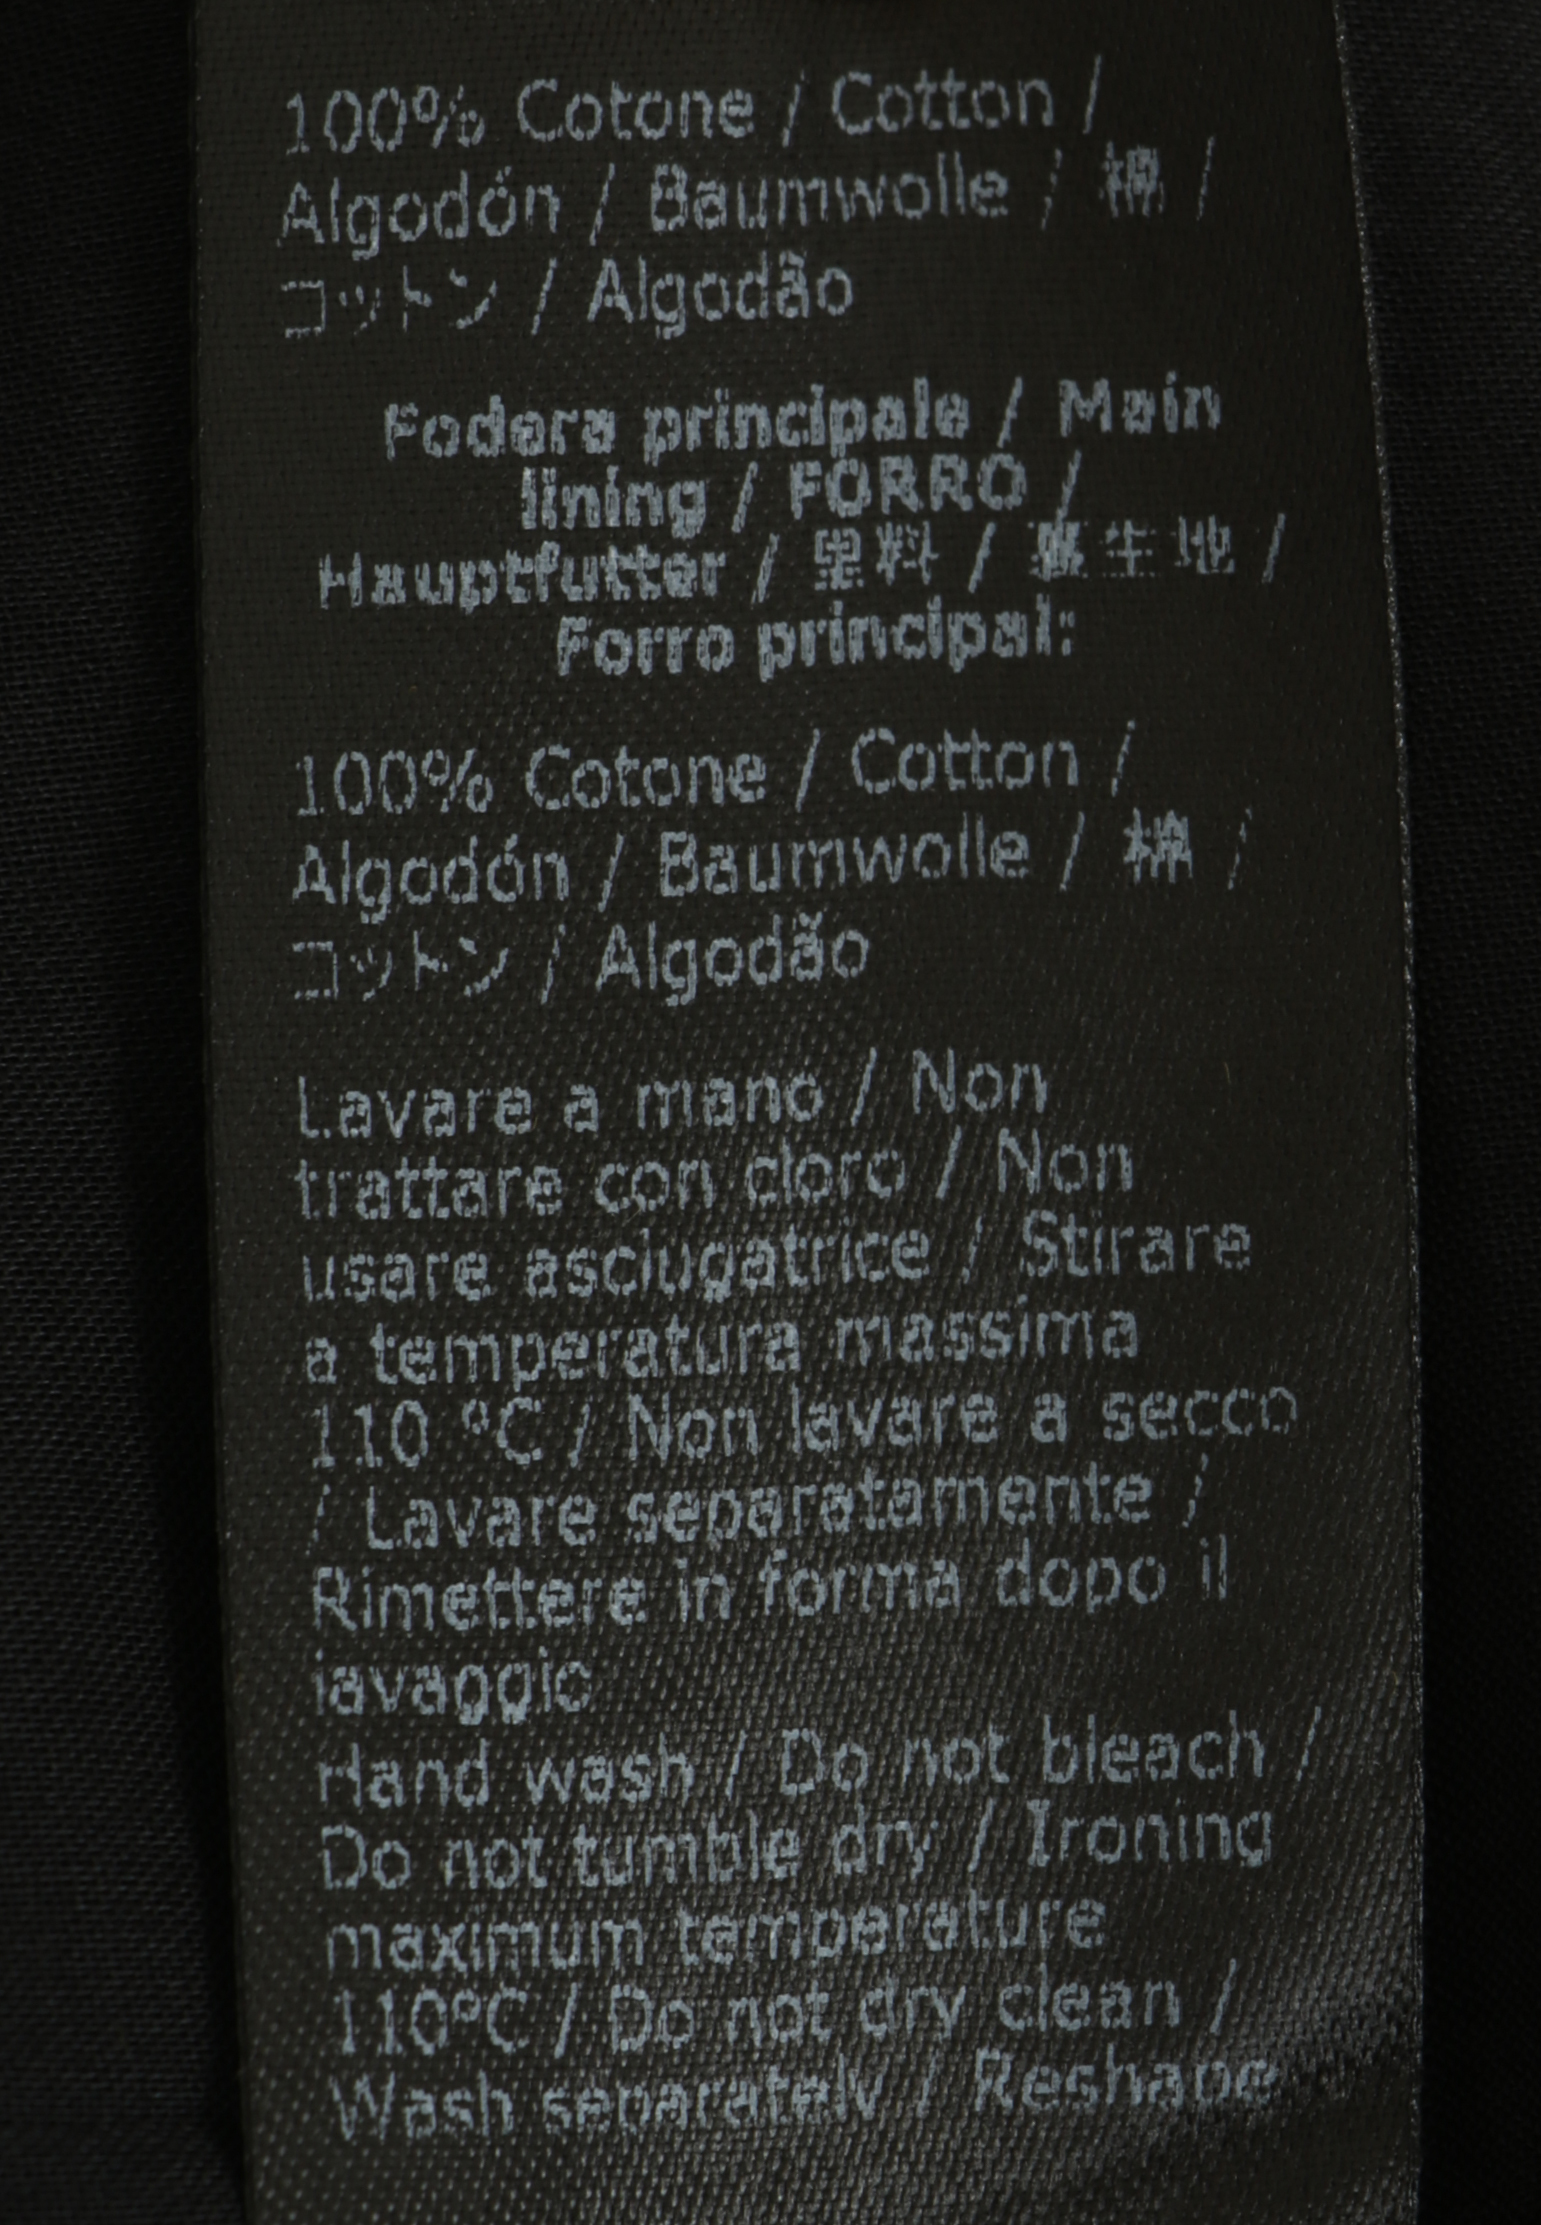 100% Cotone / Cotton /
Algodón / Baumwolle / 棉 /
コットン / Algodão
Fodera principale / Main
lining / FORRO /
Hauptfutter / 里料 / 裏生地 /
Forro principal:
100% Cotone / Cotton /
Algodón / Baumwolle / 棉 /
コットン / Algodão
Lavare a mano / Non
trattare con cloro / Non
usare asciugatrice / Stirare
a temperatura massima
110 °C / Non lavare a secco
/ Lavare separatamente /
Rimettere in forma dopo il
lavaggio
Hand wash / Do not bleach /
Do not tumble dry / Ironing
maximum temperature
110°C / Do not dry clean /
Wash separately / Reshape